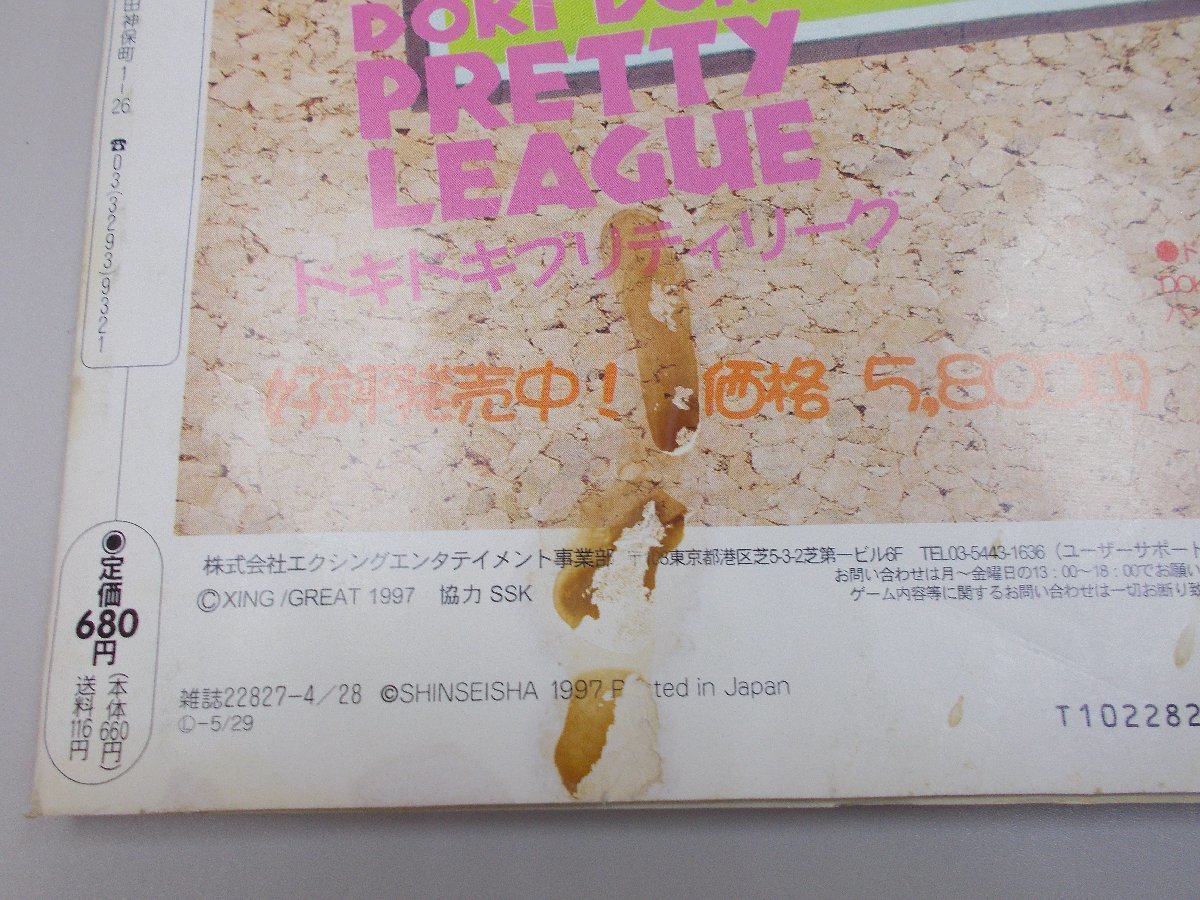 DORI DOKI
PRETTY
LEAGUE
ドキドキプリティリーグ
好評発売中! 価格 5,800円
株式会社エクシングエンタテイメント事業部 東京都港区芝5-3-2芝第一ビル6F TEL03-5443-1636 (ユーザーサポート
お問い合わせは月~金曜日の13:00~18:00でお願い
©XING/GREAT 1997 協力 SSK
ゲーム内容等に関するお問い合わせは一切お断り致
雑誌22827-4/28 ©SHINSEISHA 1997 Printed in Japan
Ⓛ-5/29
T102282
田神保町1-26 ☎03(3293)9321
●定価680円
(本体660円)
送料116円